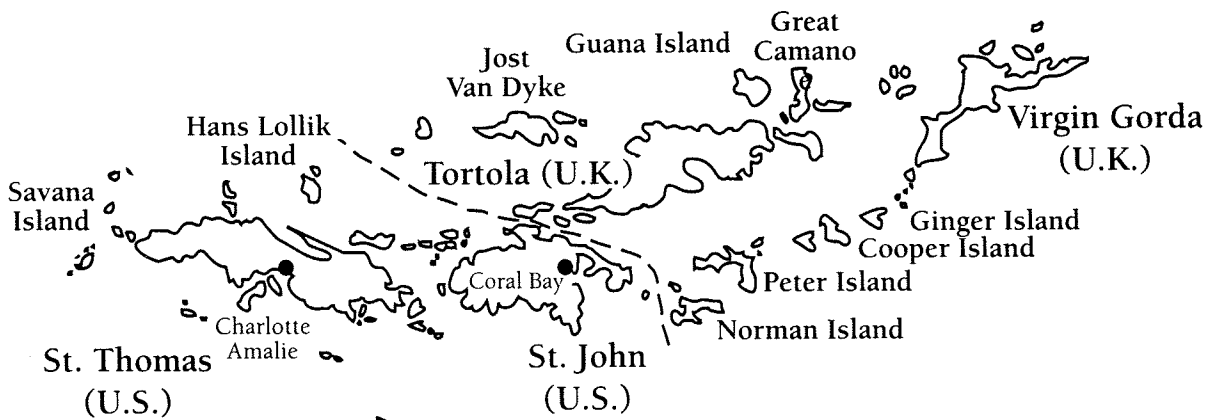 Guana Island
Great
Camano
Jost
Van Dyke
Hans Lollik
Island
Virgin Gorda
(U.K.)
Tortola (U.K.)
Savana
Island
Ginger Island
Cooper Island
Coral Bay
Peter Island
Charlotte
Amalie
Norman Island
St. Thomas
(U.S.)
St. John
(U.S.)